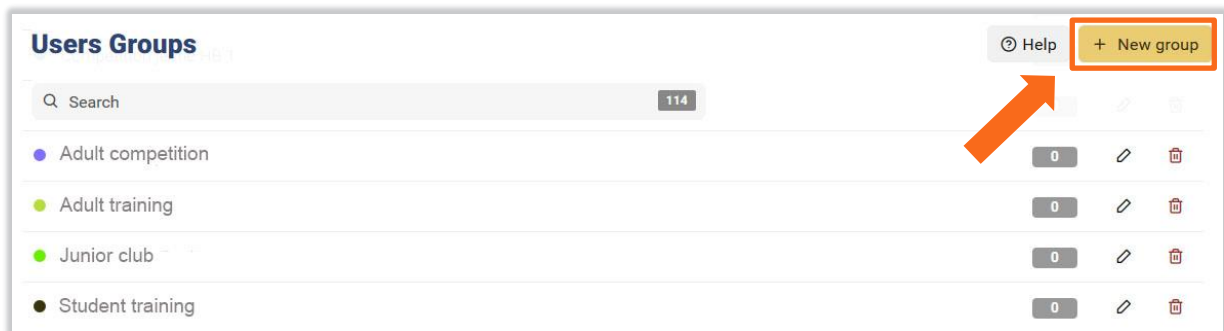 Users Groups
Help
+ New group
Search
114
Adult competition
0
Adult training
0
Junior club
0
Student training
0